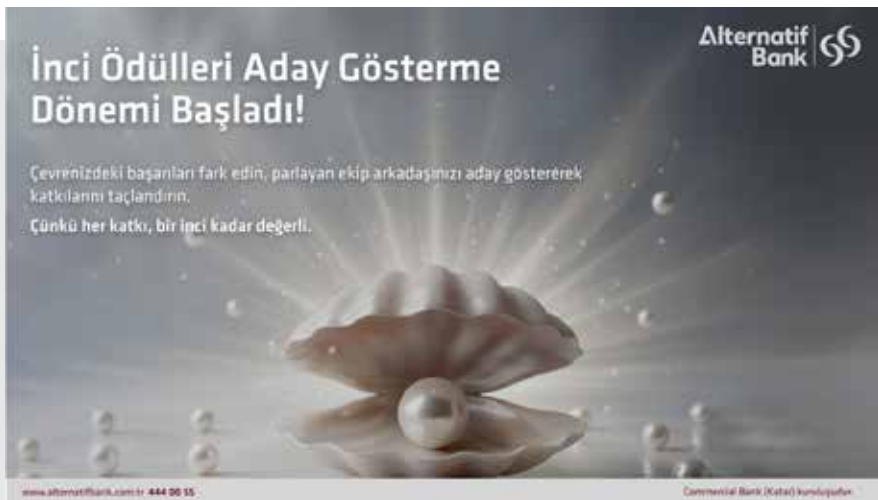 İnci Ödülleri Aday Gösterme
Dönemi Başladı!
Alternatif
Bank
Çevrenizdeki başarıları fark edin, parlayan ekip arkadaşınızı aday göstererek
katkılarını taçlandırın.
Çünkü her katkı, bir inci kadar değerli.
www.alternatifbank.com.tr 444 00 55
Commercial Bank (Katar) kuruluşudur.